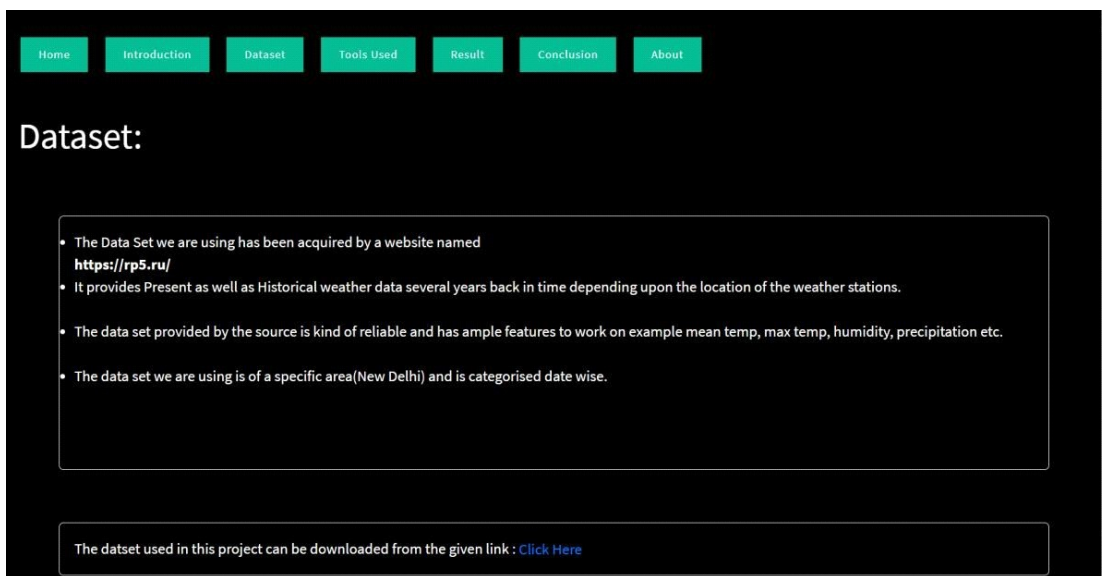 Home Introduction Dataset Tools Used Result Conclusion About
Dataset:
• The Data Set we are using has been acquired by a website named
https://rp5.ru/
• It provides Present as well as Historical weather data several years back in time depending upon the location of the weather stations.
• The data set provided by the source is kind of reliable and has ample features to work on example mean temp, max temp, humidity, precipitation etc.
• The data set we are using is of a specific area(New Delhi) and is categorised date wise.
The datset used in this project can be downloaded from the given link : Click Here